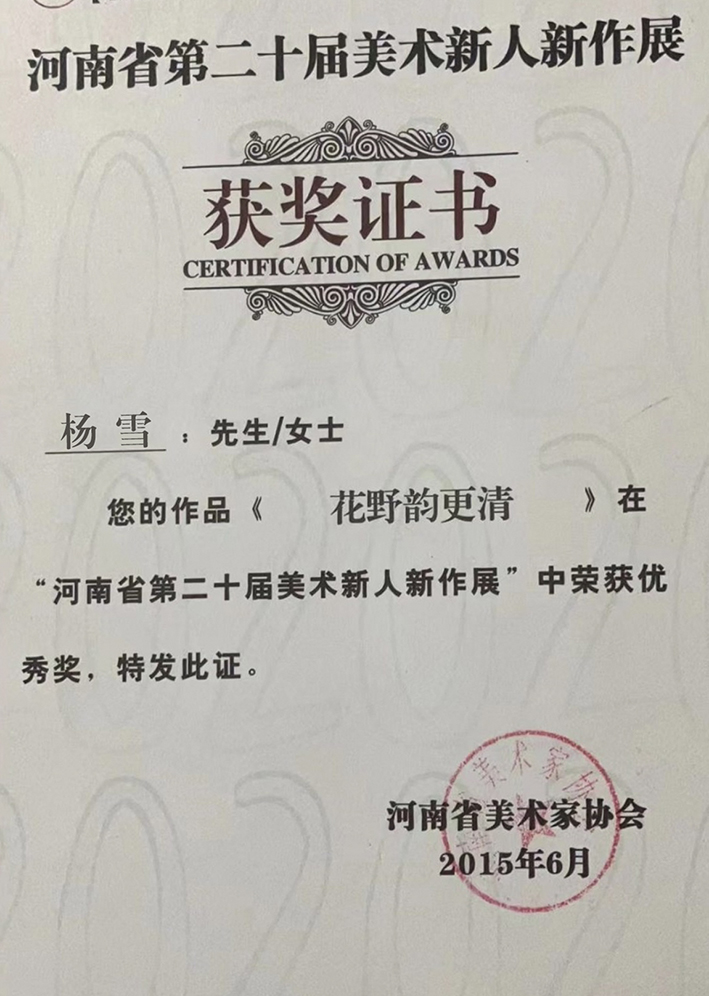 河南省第二十届美术新人新作展
获奖证书
CERTIFICATION OF AWARDS
杨雪：先生/女士
您的作品《 花野韵更清 》在
“河南省第二十届美术新人新作展”中荣获优
秀奖，特发此证。
美术家协
河南省美术家协会
2015年6月